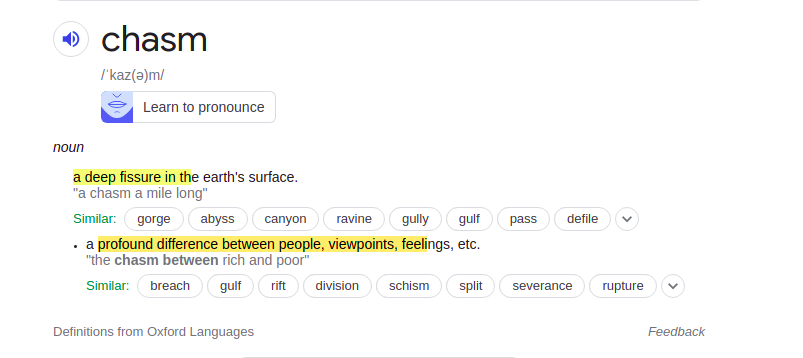 chasm
/ˈkaz(ə)m/
Learn to pronounce
noun
a deep fissure in the earth's surface.
"a chasm a mile long"
Similar: gorge abyss canyon ravine gully gulf pass defile
• a profound difference between people, viewpoints, feelings, etc.
"the chasm between rich and poor"
Similar: breach gulf rift division schism split severance rupture
Definitions from Oxford Languages Feedback